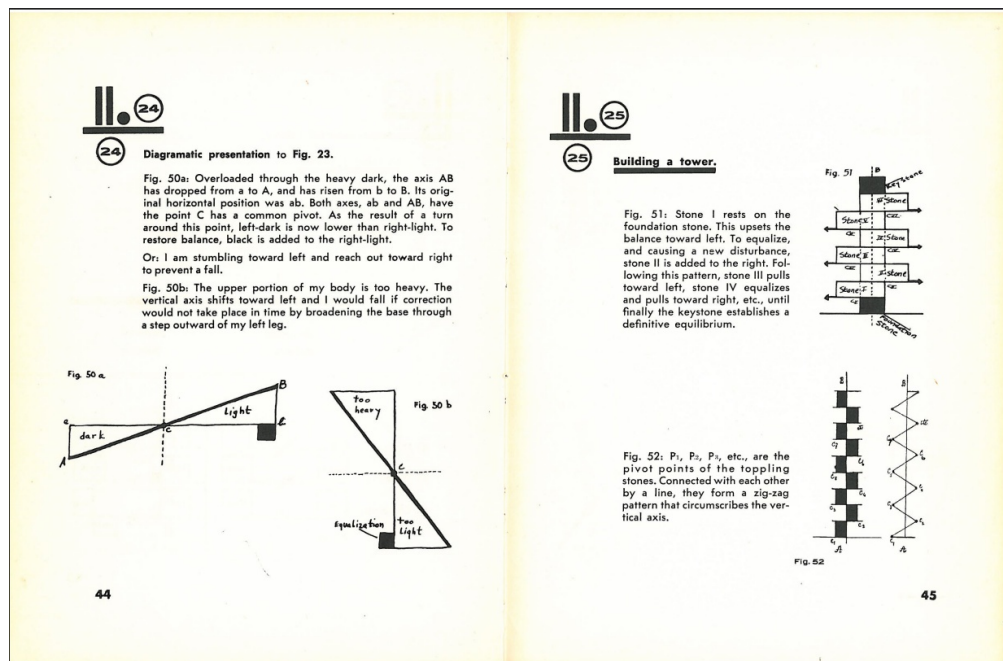 II. 24
24 Diagramatic presentation to Fig. 23.
Fig. 50a: Overloaded through the heavy dark, the axis AB
has dropped from a to A, and has risen from b to B. Its orig-
inal horizontal position was ab. Both axes, ab and AB, have
the point C has a common pivot. As the result of a turn
around this point, left-dark is now lower than right-light. To
restore balance, black is added to the right-light.
Or: I am stumbling toward left and reach out toward right
to prevent a fall.
Fig. 50b: The upper portion of my body is too heavy. The
vertical axis shifts toward left and I would fall if correction
would not take place in time by broadening the base through
a step outward of my left leg.
Fig. 50 a
B
a
light
c
b
dark
A
too
heavy
Fig 50 b
c
Equalization
too
light
44
II. 25
25 Building a tower.
Fig. 51: Stone I rests on the
foundation stone. This upsets the
balance toward left. To equalize,
and causing a new disturbance,
stone II is added to the right. Fol-
lowing this pattern, stone III pulls
toward left, stone IV equalizes
and pulls toward right, etc., until
finally the keystone establishes a
definitive equilibrium.
Fig. 51
B
Key Stone
Stone
Stone
Stone
Stone
Stone
Stone I
Foundation
Stone
Fig. 52: P1, P2, P3, etc., are the
pivot points of the toppling
stones. Connected with each other
by a line, they form a zig-zag
pattern that circumscribes the ver-
tical axis.
B
B
A
A
Fig. 52
45